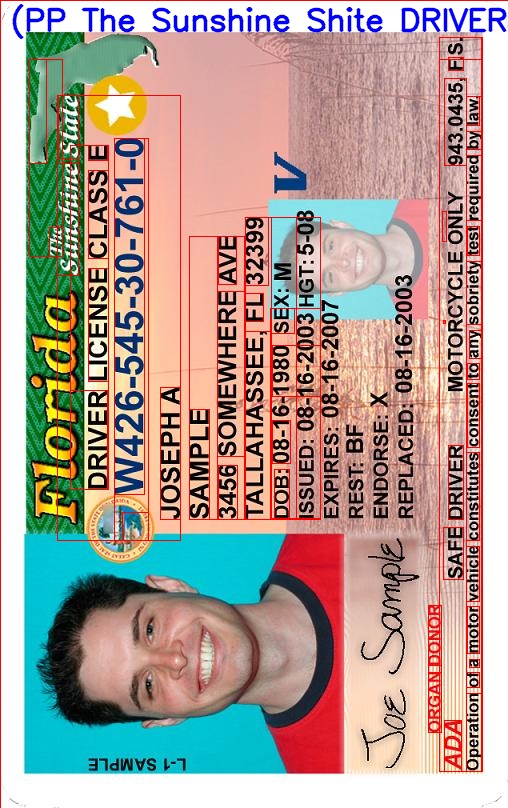 (PP The Sunshine Shite DRIVER
Florida
The
Sunshine State
DRIVER LICENSE CLASS E
W426-545-30-761-0
JOSEPH A
SAMPLE
3456 SOMEWHERE AVE
TALLAHASSEE, FL 32399
DOB: 08-16-1980 SEX: M
ISSUED: 08-16-2003 HGT: 5-08
EXPIRES: 08-16-2007
REST: BF
ENDORSE: X
REPLACED: 08-16-2003
V
L-1 SAMPLE
Joe Sample
ORGAN DONOR
ADA
SAFE DRIVER MOTORCYCLE ONLY 943.0435, FS.
Operation of a motor vehicle constitutes consent to any sobriety test required by law.